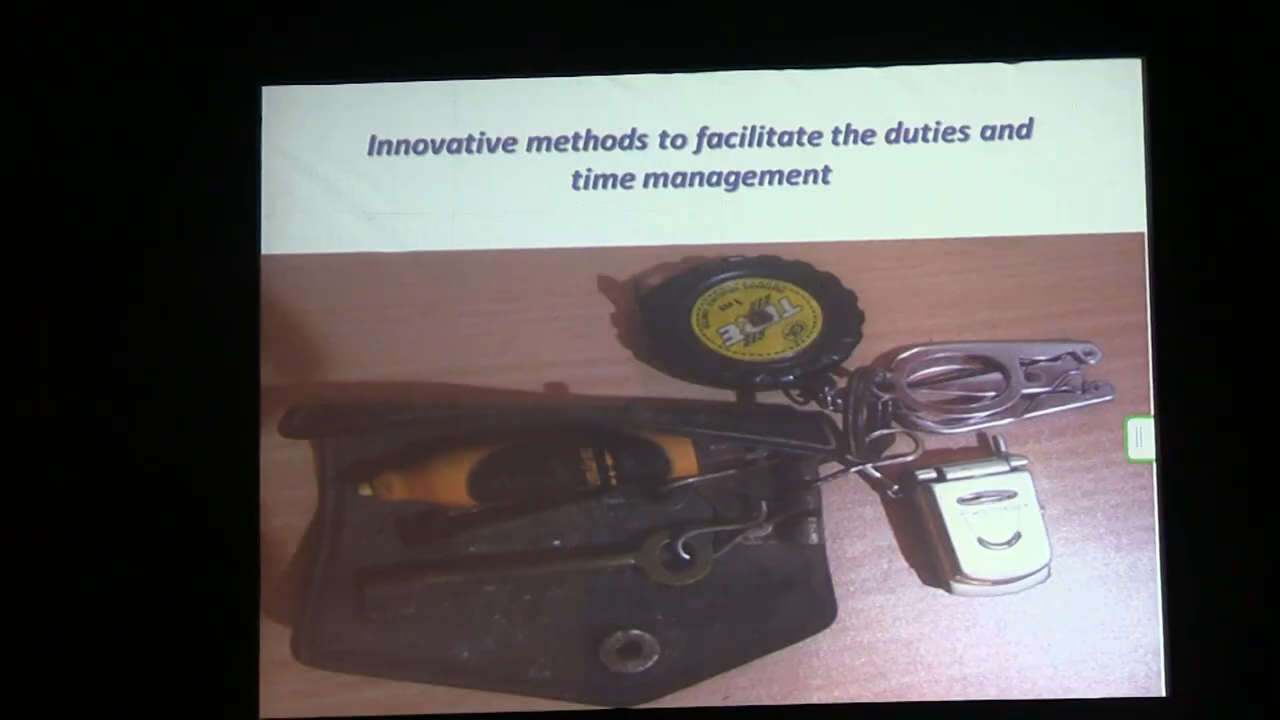 Innovative methods to facilitate the duties and
time management